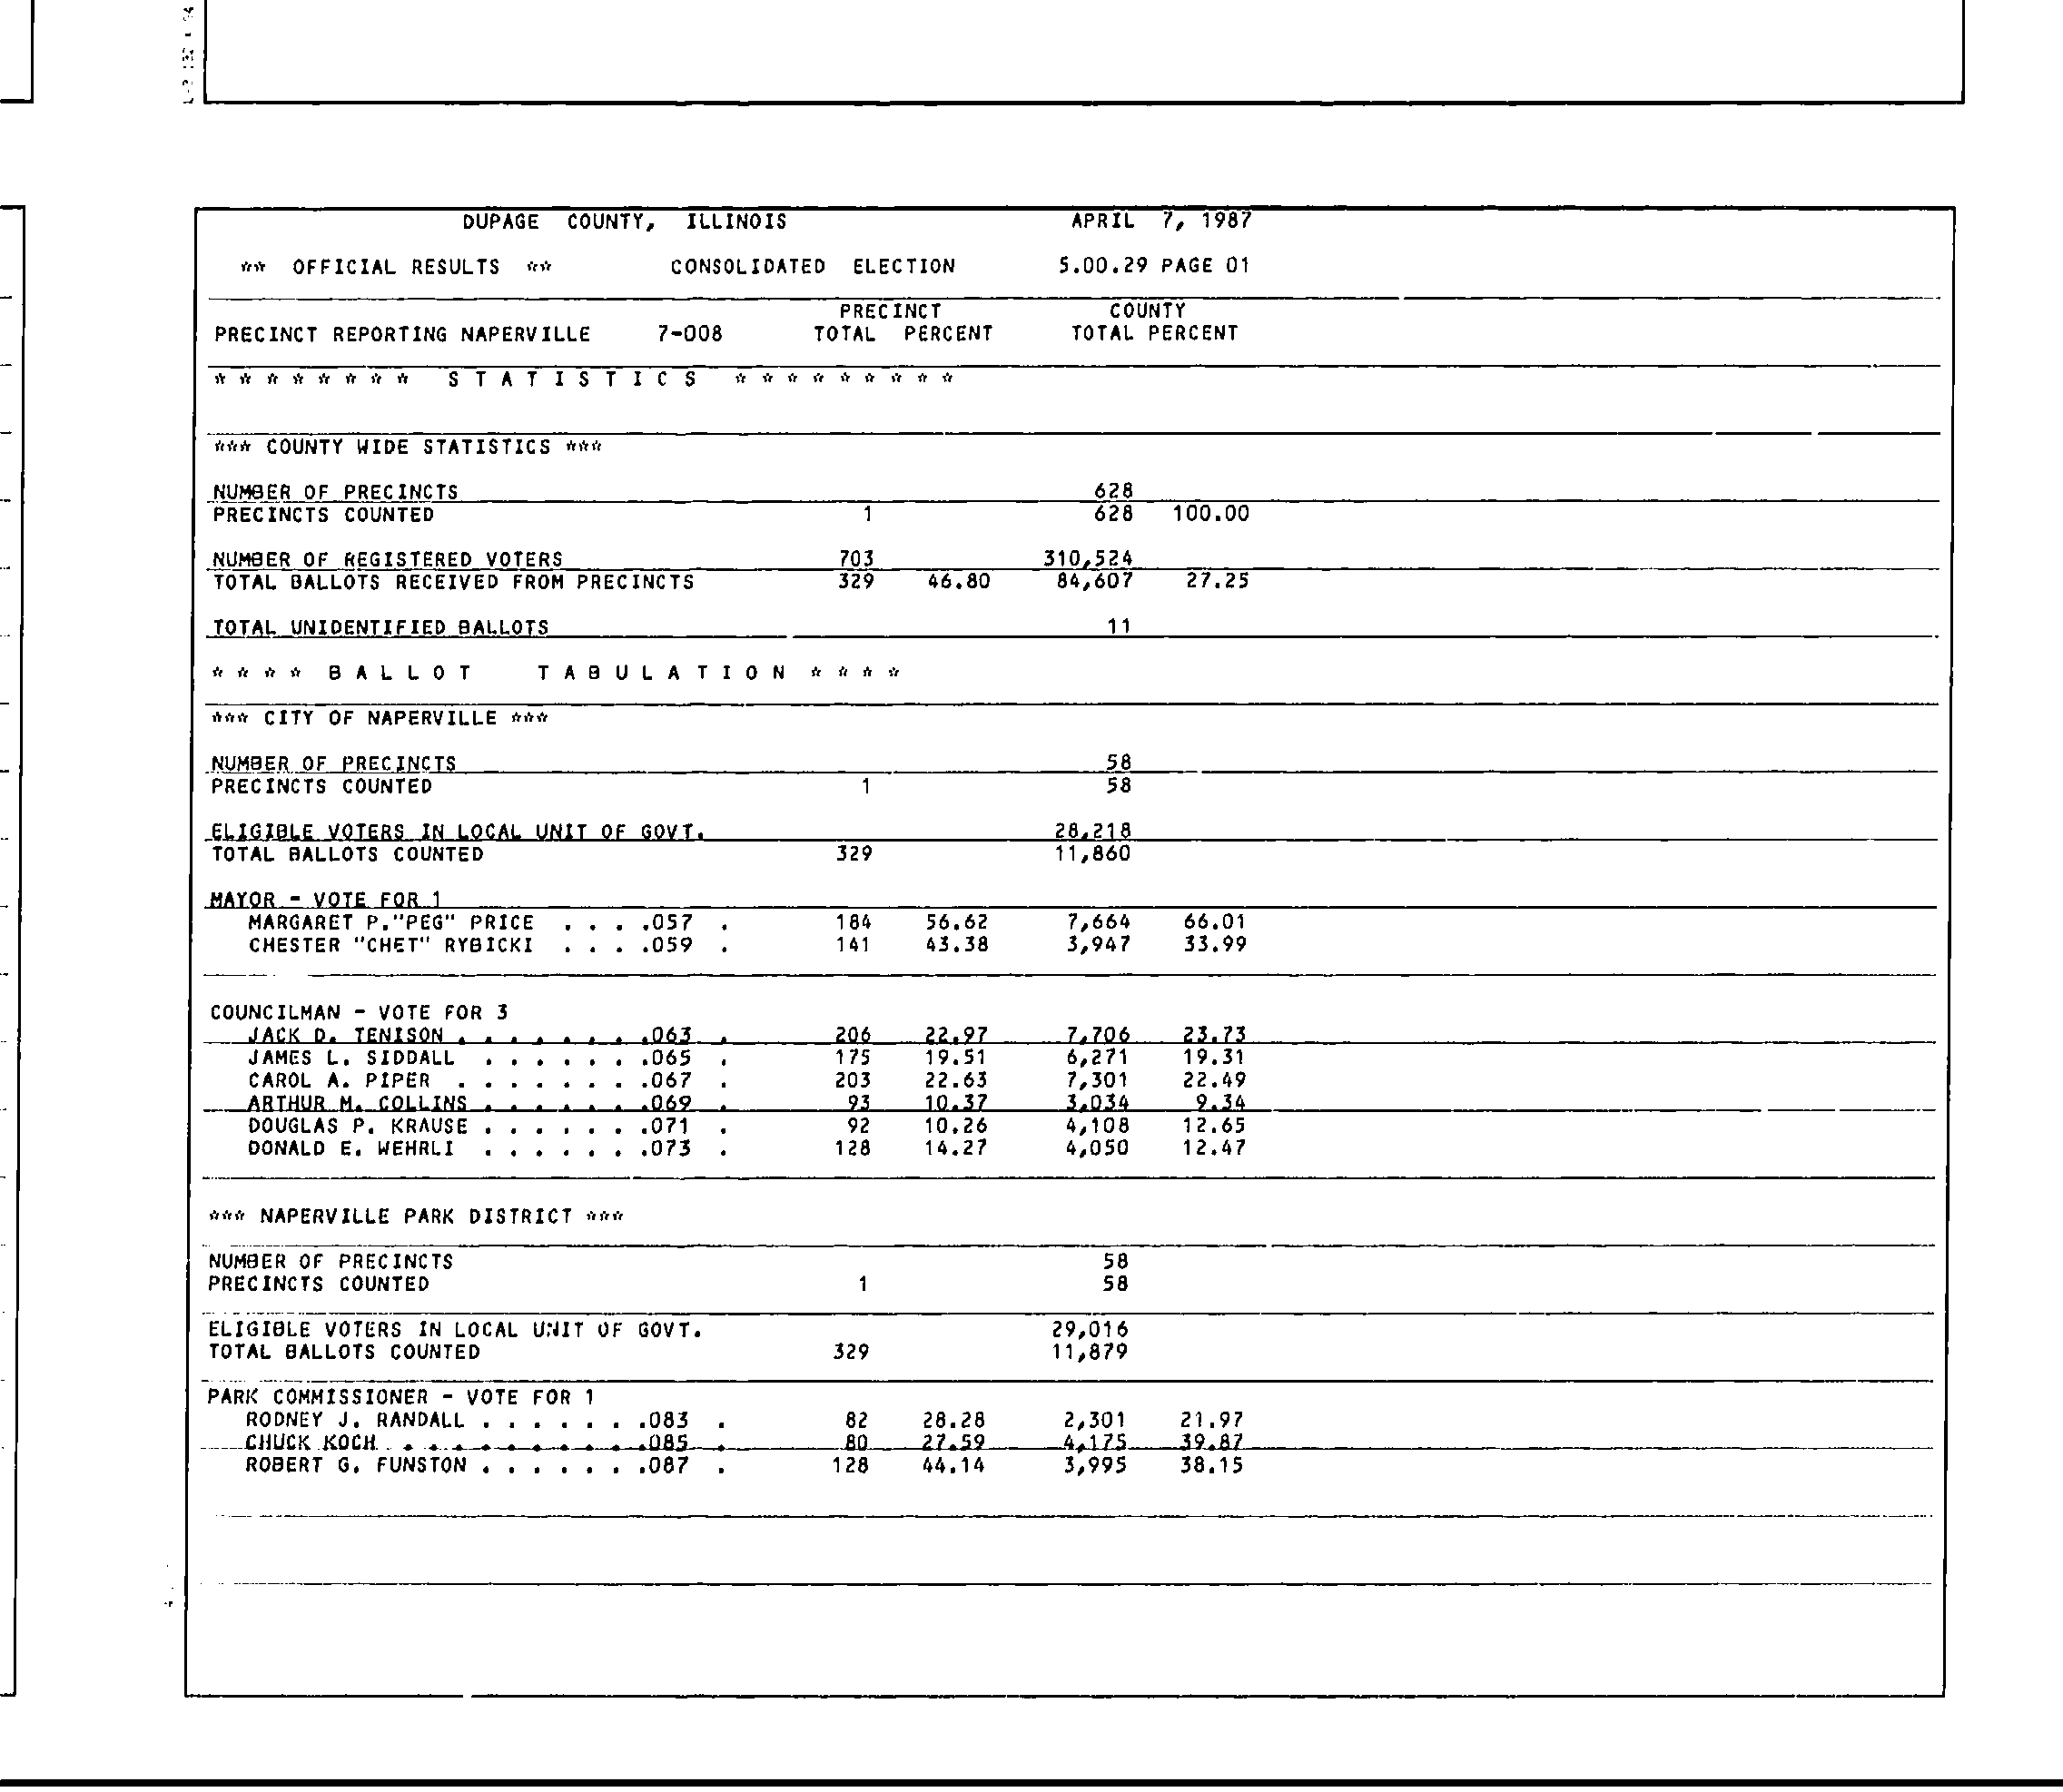 DUPAGE COUNTY, ILLINOIS APRIL 7, 1987
** OFFICIAL RESULTS ** CONSOLIDATED ELECTION 5.00.29 PAGE 01
PRECINCT COUNTY
PRECINCT REPORTING NAPERVILLE 7-008 TOTAL PERCENT TOTAL PERCENT
* * * * * * * * S T A T I S T I C S * * * * * * * * *
*** COUNTY WIDE STATISTICS ***
NUMBER OF PRECINCTS 628
PRECINCTS COUNTED 1 628 100.00
NUMBER OF REGISTERED VOTERS 703 310,524
TOTAL BALLOTS RECEIVED FROM PRECINCTS 329 46.80 84,607 27.25
TOTAL UNIDENTIFIED BALLOTS 11
* * * * B A L L O T T A B U L A T I O N * * * *
*** CITY OF NAPERVILLE ***
NUMBER OF PRECINCTS 58
PRECINCTS COUNTED 1 58
ELIGIBLE VOTERS IN LOCAL UNIT OF GOVT. 28,218
TOTAL BALLOTS COUNTED 329 11,860
MAYOR - VOTE FOR 1
MARGARET P."PEG" PRICE . . . .057 . 184 56.62 7,664 66.01
CHESTER "CHET" RYBICKI . . . .059 . 141 43.38 3,947 33.99
COUNCILMAN - VOTE FOR 3
JACK D. TENISON . . . . . . . .063 . 206 22.97 7,706 23.73
JAMES L. SIDDALL . . . . . . .065 . 175 19.51 6,271 19.31
CAROL A. PIPER . . . . . . . .067 . 203 22.63 7,301 22.49
ARTHUR M. COLLINS . . . . . . .069 . 93 10.37 3,034 9.34
DOUGLAS P. KRAUSE . . . . . . .071 . 92 10.26 4,108 12.65
DONALD E. WEHRLI . . . . . . .073 . 128 14.27 4,050 12.47
*** NAPERVILLE PARK DISTRICT ***
NUMBER OF PRECINCTS 58
PRECINCTS COUNTED 1 58
ELIGIBLE VOTERS IN LOCAL UNIT OF GOVT. 29,016
TOTAL BALLOTS COUNTED 329 11,879
PARK COMMISSIONER - VOTE FOR 1
RODNEY J. RANDALL . . . . . . .083 . 82 28.28 2,301 21.97
CHUCK KOCH . . . . . . . . . .085 . 80 27.59 4,175 39.87
ROBERT G. FUNSTON . . . . . . .087 . 128 44.14 3,995 38.15